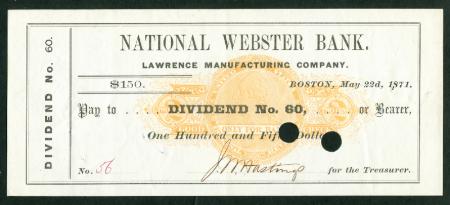 DIVIDEND No. 60.
NATIONAL WEBSTER BANK.
LAWRENCE MANUFACTURING COMPANY.
$150. BOSTON, May 22d, 1871.
Pay to . . . . DIVIDEND No. 60, . . . . or Bearer,
One Hundred and Fifty Dollars
No. 56 J. W. Hastings for the Treasurer.